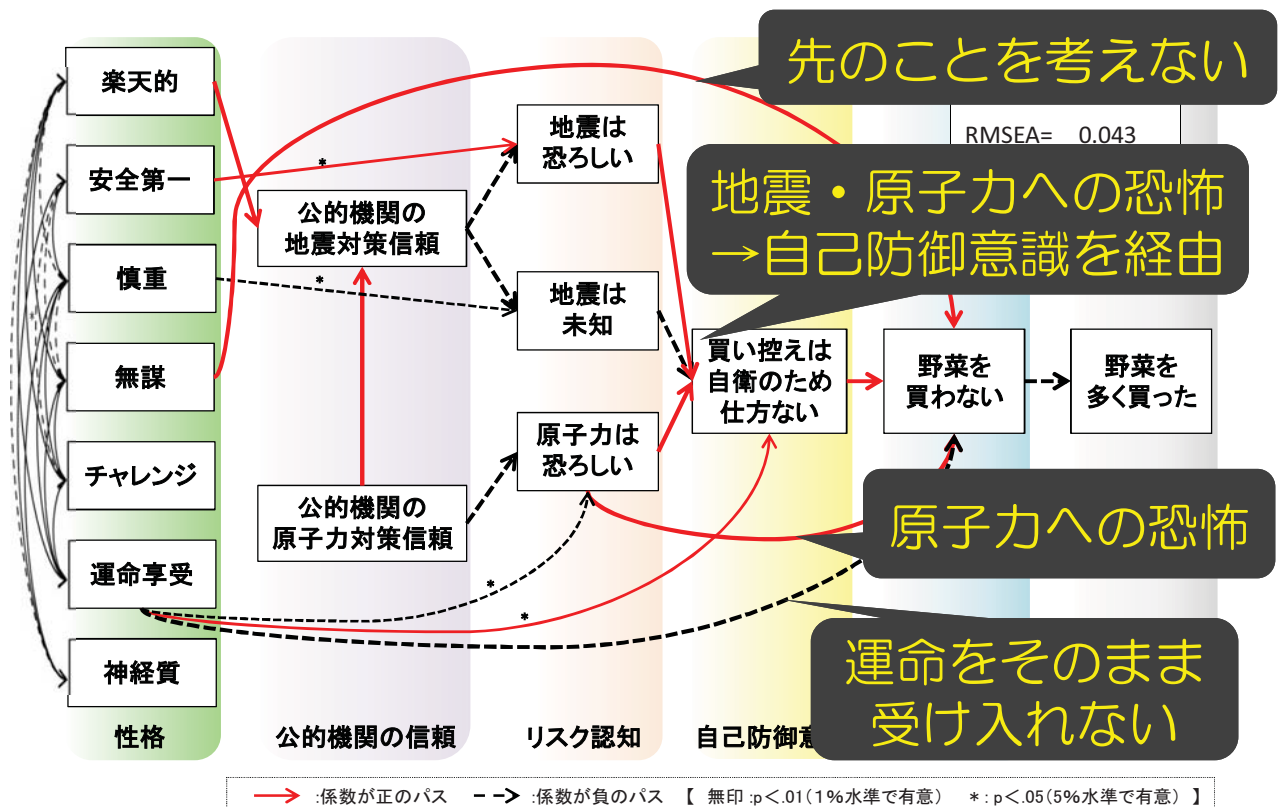 楽天的
安全第一
慎重
無謀
チャレンジ
運命享受
神経質
性格
公的機関の
地震対策信頼
公的機関の
原子力対策信頼
公的機関の信頼
地震は
恐ろしい
地震は
未知
原子力は
恐ろしい
リスク認知
買い控えは
自衛のため
仕方ない
自己防御意
野菜を
買わない
野菜を
多く買った
RMSEA= 0.043
先のことを考えない
地震・原子力への恐怖
→自己防御意識を経由
原子力への恐怖
運命をそのまま
受け入れない
*
*
*
*
:係数が正のパス :係数が負のパス 【 無印:p<.01(1%水準で有意) *:p<.05(5%水準で有意) 】